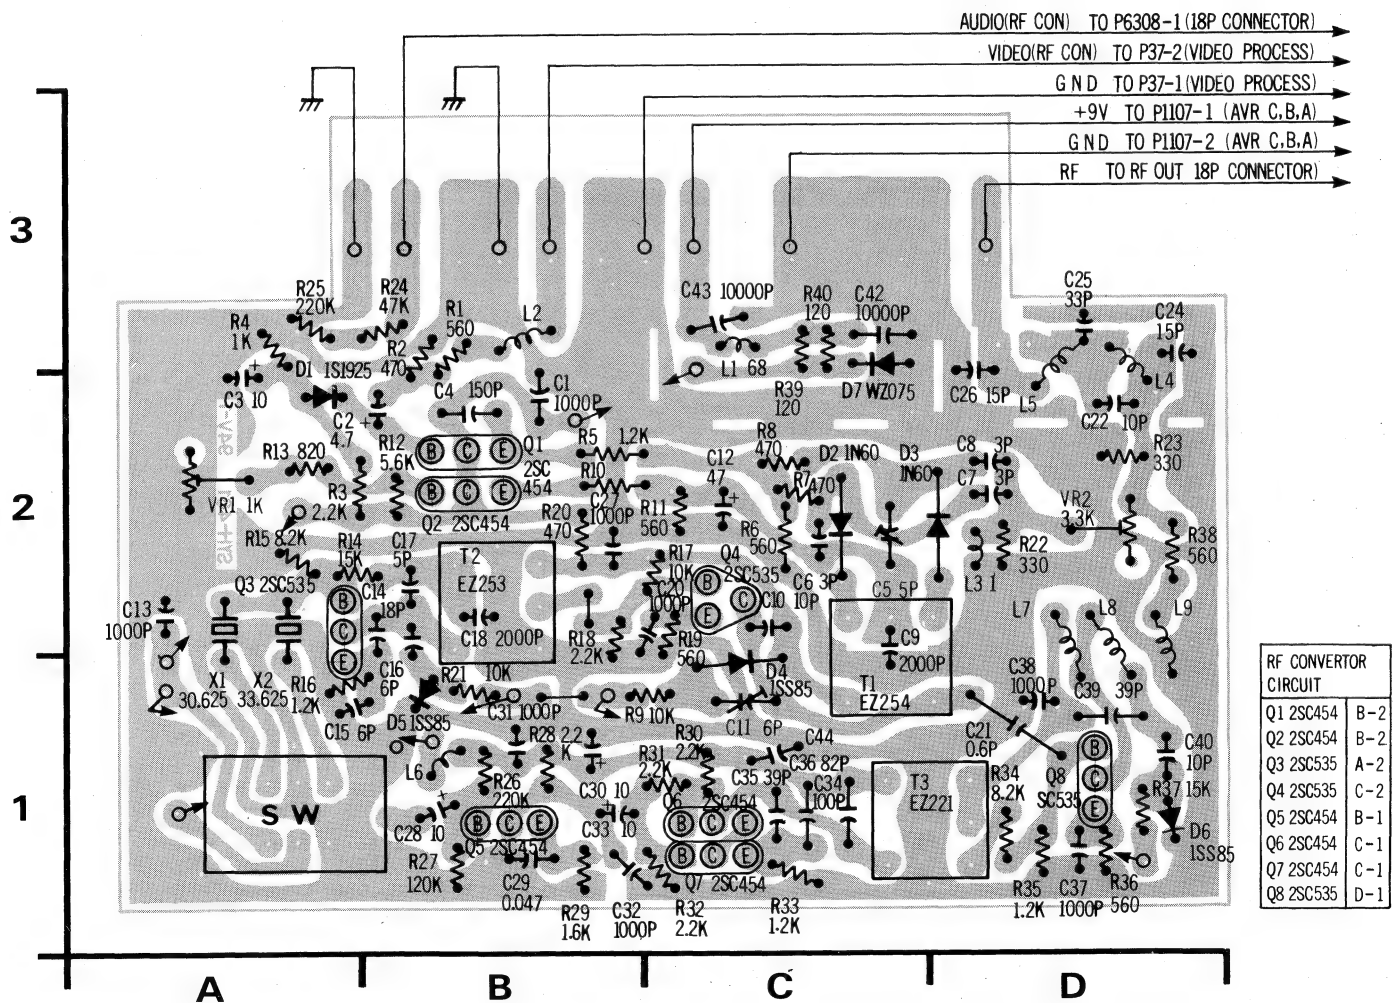 AUDIO(RF CON) TO P6308-1 (18P CONNECTOR)
VIDEO(RF CON) TO P37-2 (VIDEO PROCESS)
G N D TO P37-1 (VIDEO PROCESS)
+9V TO P1107-1 (AVR C,B,A)
G N D TO P1107-2 (AVR C,B,A)
RF TO RF OUT 18P CONNECTOR)
3
R25 220K
R24 47K
R4 1K
R1 560
L2
R2 470
C43 10000P
R40 120
C42 10000P
C25 33P
C24 15P
D1 1S1925
C3 10
+
C4 150P
C1 1000P
L1 68
R39 120
D7 WZ075
C26 15P
L5
L4
C22 10P
C2 4.7
+
R13 820
R12 5.6K
B C E
Q1 2SC 454
R5 1.2K
R8 470
D2 1N60
D3 1N60
C8 3P
C7 3P
R23 330
2
VR1 1K
R3 2.2K
B C E
Q2 2SC454
R10
C27 1000P
R11 560
C12 47
+
R7 470
VR2 3.3K
R15 8.2K
R14 15K
C17 5P
T2 EZ253
R20 470
R17 10K
Q4 2SC535
R6 560
C6 3P
C5 5P
L3 1
R22 330
R38 560
Q3 2SC535
C14 18P
B C E
C20 1000P
B C E
C10 10P
C13 1000P
C18 2000P
R18 2.2K
R19 560
C9 2000P
T1 EZ254
L7
L8
L9
X1 30.625
X2 33.625
R16 1.2K
C16 6P
R21 10K
D4 1SS85
C38 1000P
C39 39P
C15 6P
D5 1SS85
C31 1000P
R9 10K
C11 6P
C21 0.6P
L6
R28 2.2 K
R30 2.2K
C44
C36 82P
C40 10P
R31 2.2K
C35 39P
C34 100P
T3 EZ221
R34 8.2K
Q8 SC535
B C E
R37 15K
1
S W
R26 220K
C30 10
+
C28 10
+
B C E
Q5 2SC454
C33 10
+
Q6 2SC454
B C E
B C E
Q7 2SC454
D6 1SS85
R27 120K
C29 0.047
R29 1.6K
C32 1000P
R32 2.2K
R33 1.2K
R35 1.2K
C37 1000P
R36 560
A B C D
RF CONVERTOR
CIRCUIT
Q1 2SC454 B-2
Q2 2SC454 B-2
Q3 2SC535 A-2
Q4 2SC535 C-2
Q5 2SC454 B-1
Q6 2SC454 C-1
Q7 2SC454 C-1
Q8 2SC535 D-1